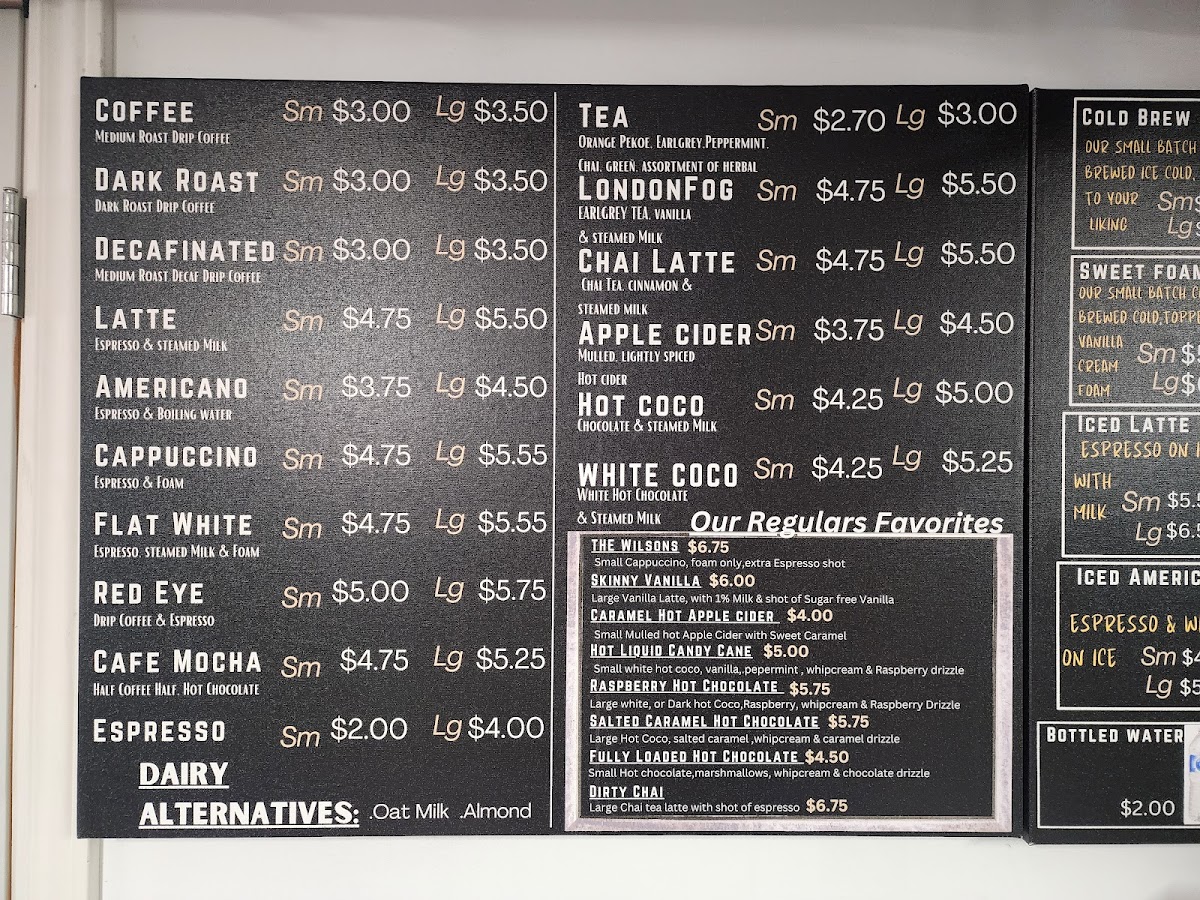 COFFEE Sm $3.00 Lg $3.50
MEDIUM ROAST DRIP COFFEE
DARK ROAST Sm $3.00 Lg $3.50
DARK ROAST DRIP COFFEE
DECAFINATED Sm $3.00 Lg $3.50
MEDIUM ROAST DECAF DRIP COFFEE
LATTE Sm $4.75 Lg $5.50
ESPRESSO & STEAMED MILK
AMERICANO Sm $3.75 Lg $4.50
ESPRESSO & BOILING WATER
CAPPUCCINO Sm $4.75 Lg $5.55
ESPRESSO & FOAM
FLAT WHITE Sm $4.75 Lg $5.55
ESPRESSO, STEAMED MILK & FOAM
RED EYE Sm $5.00 Lg $5.75
DRIP COFFEE & ESPRESSO
CAFE MOCHA Sm $4.75 Lg $5.25
HALF COFFEE HALF, HOT CHOCOLATE
ESPRESSO Sm $2.00 Lg $4.00
DAIRY
ALTERNATIVES: .Oat Milk .Almond
TEA Sm $2.70 Lg $3.00
ORANGE PEKOE, EARLGREY,PEPPERMINT,
CHAI, GREEN, ASSORTMENT OF HERBAL
LONDONFOG Sm $4.75 Lg $5.50
EARLGREY TEA, VANILLA
& STEAMED MILK
CHAI LATTE Sm $4.75 Lg $5.50
CHAI TEA, CINNAMON &
STEAMED MILK
APPLE CIDER Sm $3.75 Lg $4.50
MULLED, LIGHTLY SPICED
HOT CIDER
HOT COCO Sm $4.25 Lg $5.00
CHOCOLATE & STEAMED MILK
WHITE COCO Sm $4.25 Lg $5.25
WHITE HOT CHOCOLATE
& STEAMED MILK
Our Regulars Favorites
THE WILSONS $6.75
Small Cappuccino, foam only,extra Espresso shot
SKINNY VANILLA $6.00
Large Vanilla Latte, with 1% Milk & shot of Sugar free Vanilla
CARAMEL HOT APPLE CIDER $4.00
Small Mulled hot Apple Cider with Sweet Caramel
HOT LIQUID CANDY CANE $5.00
Small white hot coco, vanilla,.pepermint , whipcream & Raspberry drizzle
RASPBERRY HOT CHOCOLATE $5.75
Large white, or Dark hot Coco,Raspberry, whipcream & Raspberry Drizzle
SALTED CARAMEL HOT CHOCOLATE $5.75
Large Hot Coco, salted caramel ,whipcream & caramel drizzle
FULLY LOADED HOT CHOCOLATE $4.50
Small Hot chocolate,marshmallows, whipcream & chocolate drizzle
DIRTY CHAI
Large Chai tea latte with shot of espresso $6.75
COLD BREW
OUR SMALL BATCH
BREWED ICE COLD,
TO YOUR Sm
LIKING Lg
SWEET FOAM
OUR SMALL BATCH
BREWED COLD,TOPPE
VANILLA
CREAM Sm $
FOAM Lg $
ICED LATTE
ESPRESSO ON
WITH
MILK Sm $5.
Lg $6.
ICED AMERIC
ESPRESSO & W
ON ICE Sm $4
Lg $5
BOTTLED WATER
$2.00